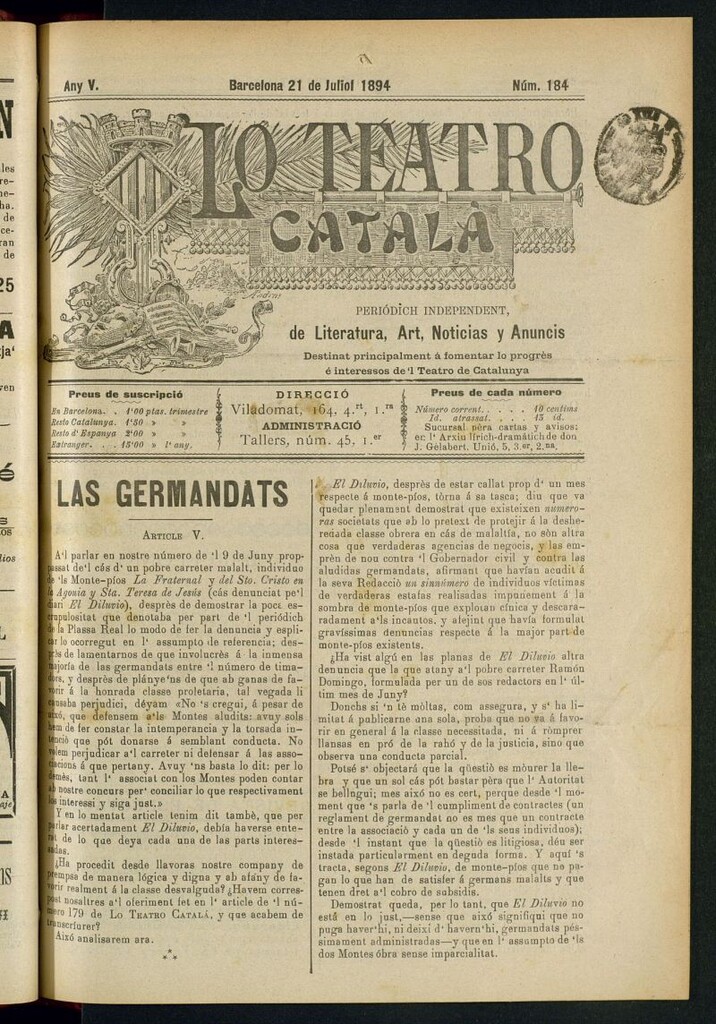 Any V.
Barcelona 21 de Juliol 1894
Núm. 184
LO TEATRO
CATALÁ
PERIÓDICH INDEPENDENT,
de Literatura, Art, Noticias y Anuncis
Destinat principalment á fomentar lo progrés
é interessos de 'l Teatro de Catalunya
Preus de suscripció
En Barcelona. . 1'00 ptas. trimestre
Resto Catalunya. 1'50 » »
Resto d'Espanya 2'00 » »
Estranger. . . 15'00 » l' any.
DIRECCIÓ
Viladomat, 164, 4.rt, 1.ra
ADMINISTRACIÓ
Tallers, núm. 45, 1.er
Preus de cada número
Número corrent. . . . . 10 centims
Id. atrassat. . . . . 15 id.
Sucursal pèra cartas y avisos;
en l' Arxiu lírich-dramátich de don
J. Gelabert. Unió, 5, 3.er, 2.na
LAS GERMANDATS
ARTICLE V.
A'l parlar en nostre número de 'l 9 de Juny prop-
passat de'l cás d' un pobre carreter malalt, individuo
de 'ls Monte-píos La Fraternal y del Sto. Cristo en
la Agonia y Sta. Teresa de Jesús (cás denunciat pe'l
diari El Diluvio), després de demostrar la poca es-
crupulositat que denotaba per part de 'l periódich
de la Plassa Real lo modo de fer la denuncia y espli-
car lo ocorregut en l' assumpto de referencia; des-
prés de lamentarnos de que involucrés á la inmensa
majoría de las germandats entre 'l número de tima-
dors, y després de plánye'ns de que ab ganas de fa-
vorir á la honrada classe proletaria, tal vegada li
causaba perjudici, déyam «No 's cregui, á pesar de
aixó, que defensem a'ls Montes aludits: avuy sols
hem de fer constar la intemperancia y la torsada in-
tenció que pót donarse á semblant conducta. No
volem perjudicar a'l carreter ni defensar á las asso-
ciacions á que pertany. Avuy 'ns basta lo dit: per lo
demés, tant l' associat con los Montes poden contar
ab nostre concurs per' conciliar lo que respectivament
ls interessi y siga just.»
Y en lo mentat article tenim dit també, que per
parlar acertadament El Diluvio, debía haverse ente-
rat de lo que deya cada una de las parts interes-
sadas.
¿Ha procedit desde llavoras nostre company de
prempsa de manera lógica y digna y ab afány de fa-
vorir realment á la classe desvalguda? ¿Havem corres-
post nosaltres a'l oferiment fet en l' article de 'l nú-
mero 179 de LO TEATRO CATALÁ, y que acabem de
transcriurer?
Aixó analisarem ara.
***
El Diluvio, després de estar callat prop d' un mes
respecte á monte-píos, tórna á sa tasca; diu que va
quedar plenament demostrat que existeixen numero-
ras societats que ab lo pretext de protejir á la deshe-
redada classe obrera en cás de malaltía, no són altra
cosa que verdaderas agencias de negocis, y las em-
prèn de nou contra 'l Gobernador civil y contra las
aludidas germandats, afirmant que havían acudit á
la seva Redacció un sinnúmero de individuos víctimas
de verdaderas estafas realisadas impunément á la
sombra de monte-píos que explotan cínica y descara-
radament a'ls incautos, y afejint que havía formulat
gravíssimas denuncias respecte á la major part de
monte-píos existents.
¿Ha vist algú en las planas de El Diluvio altra
denuncia que la que atany a'l pobre carreter Ramón
Domingo, formulada per un de sos redactors en l' úl-
tim mes de Juny?
Donchs si 'n té móltas, com assegura, y s' ha li-
mitat á publicarne una sola, proba que no va á favo-
rir en general á la classe necessitada, ni á rómprer
llansas en pró de la rahó y de la justicia, sino que
observa una conducta parcial.
Potsé s' objectará que la qüestió es móurer la lle-
bra y que un sol cás pót bastar pèra que l' Autoritat
se bellugui; mes aixó no es cert, perque desde 'l mo-
ment que 's parla de 'l cumpliment de contractes (un
reglament de germandat no es mes que un contracte
entre la associació y cada un de 'ls seus individuos);
desde 'l instant que la qüestió es litigiosa, déu ser
instada particularment en deguda forma. Y aquí 's
tracta, segons El Diluvio, de monte-píos que no pa-
gan lo que han de satisfér á germans malalts y que
tenen dret a'l cobro de subsidis.
Demostrat queda, per lo tant, que El Diluvio no
está en lo just,—sense que aixó signifiqui que no
puga haver'hi, ni deixi d' havern'hi, germandats pés-
simament administradas—y que en l' assumpto de 'ls
dos Montes óbra sense imparcialitat.